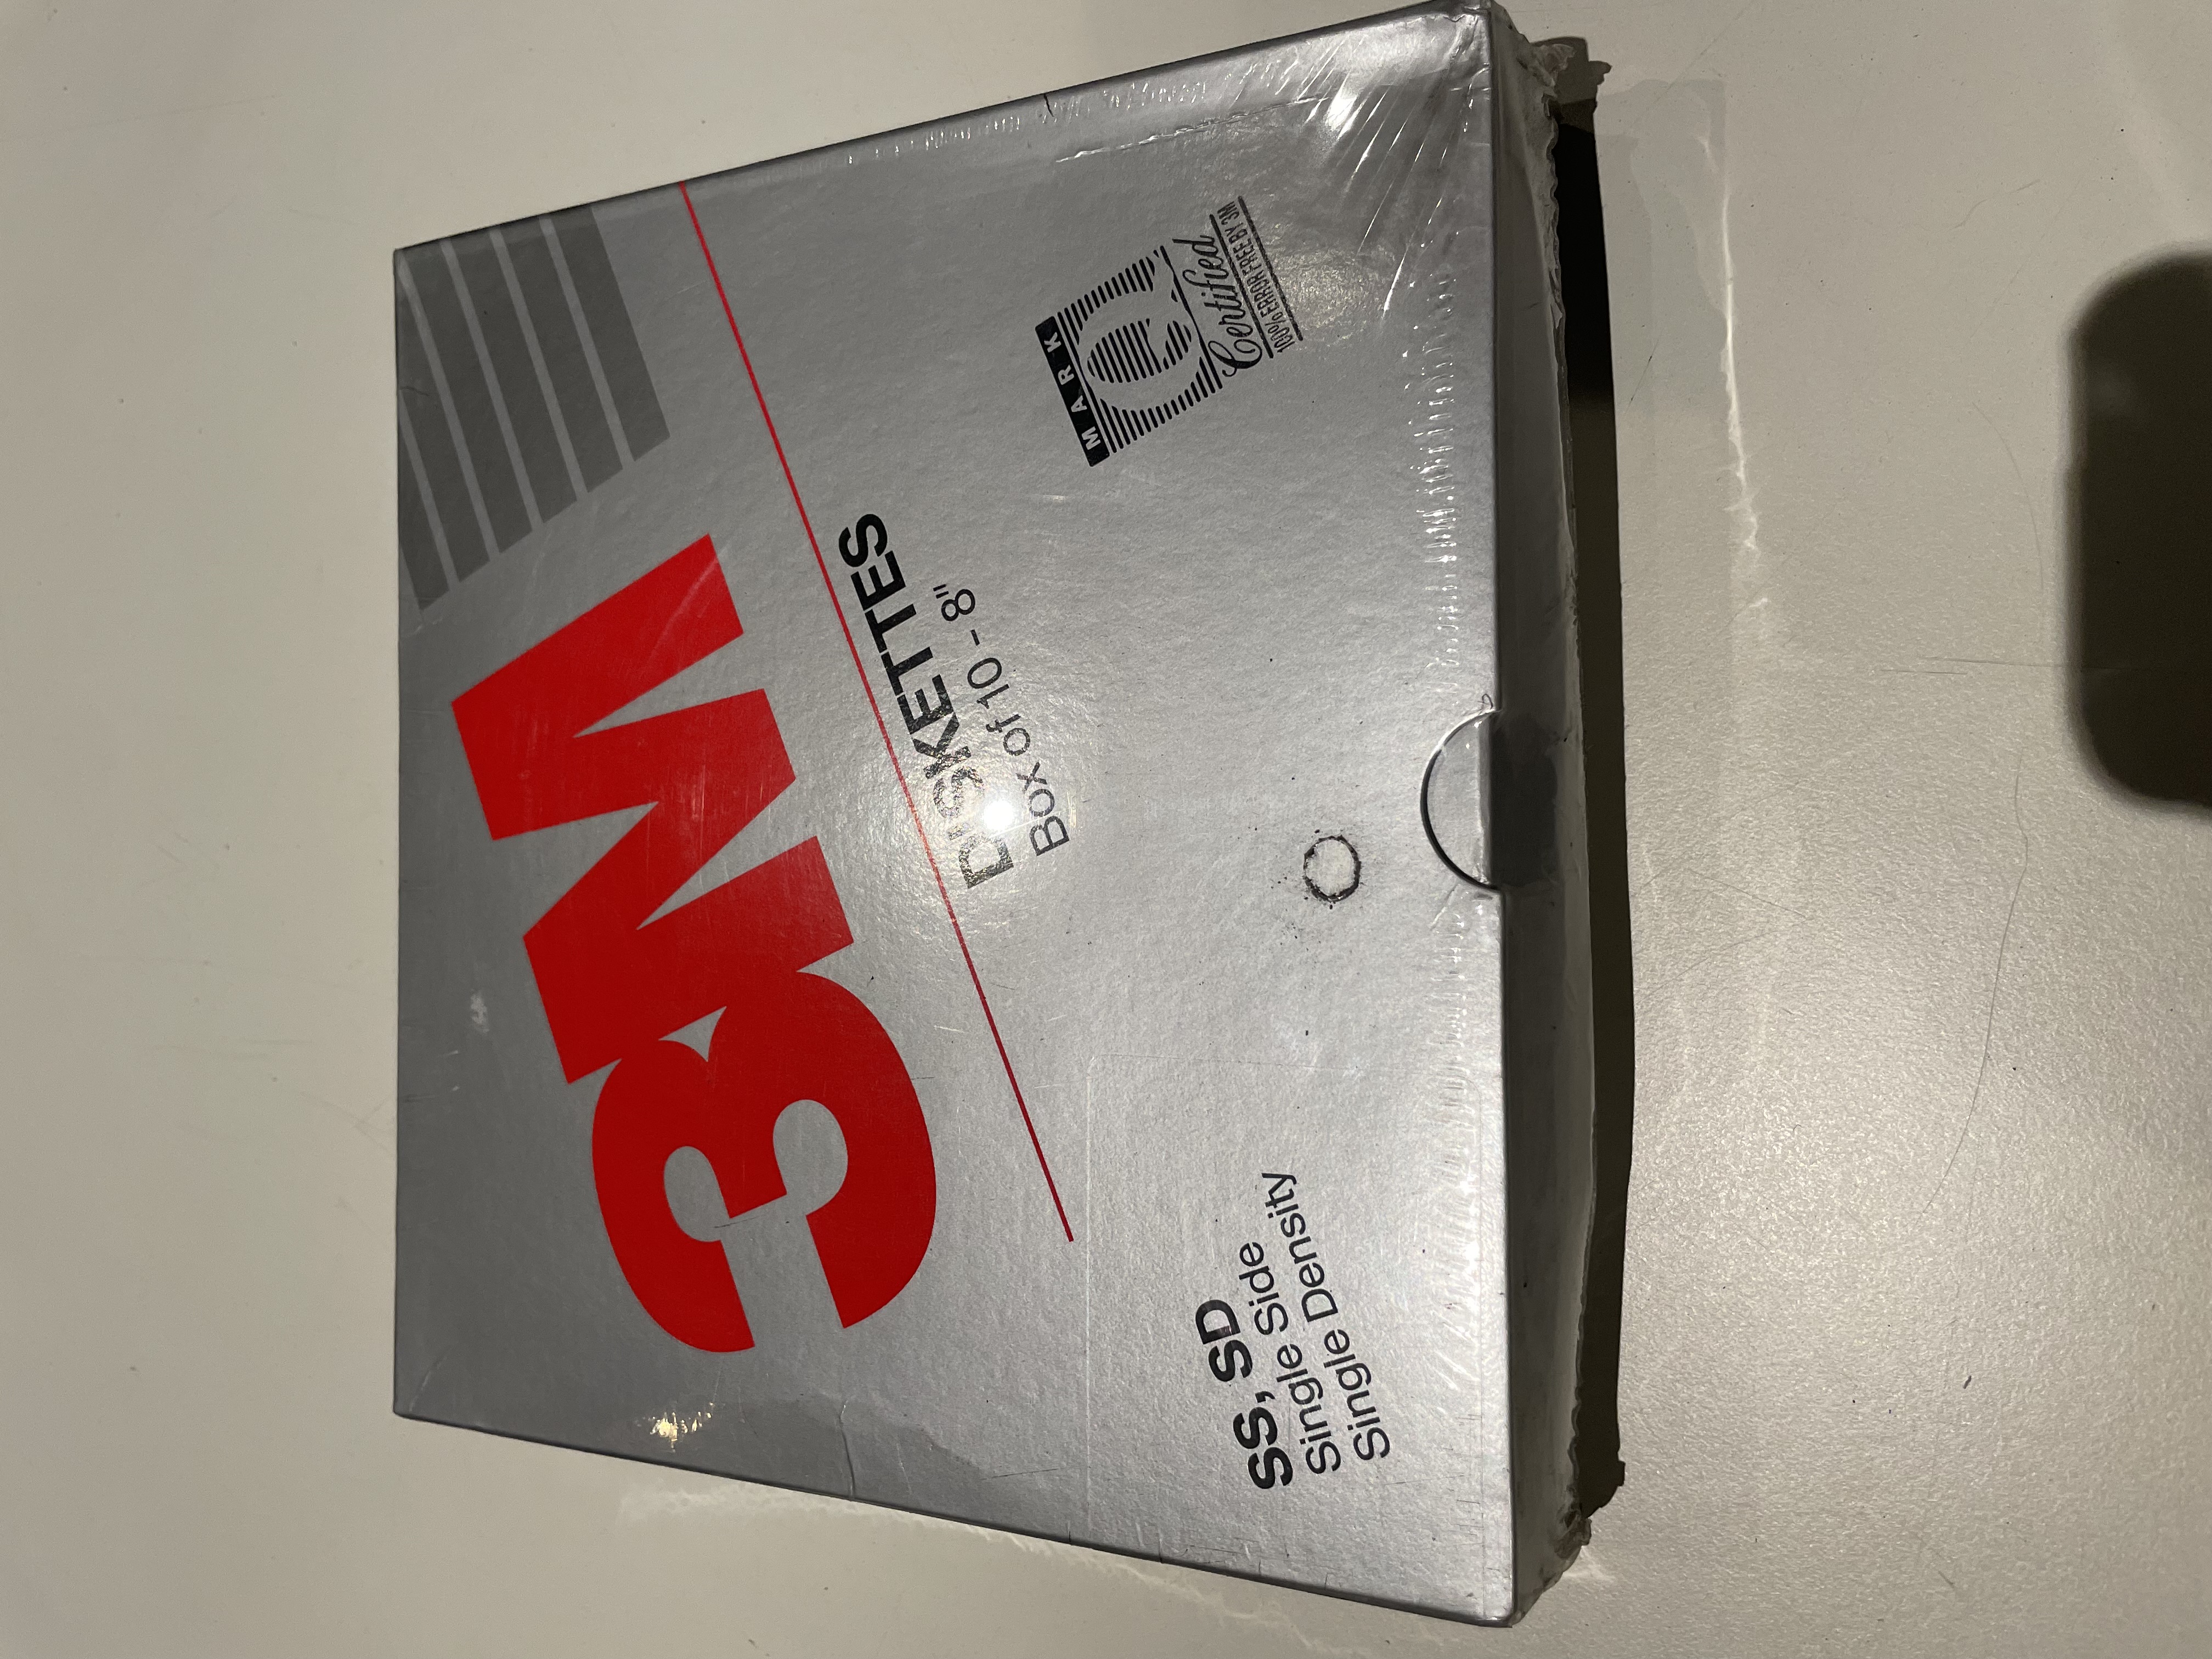 3M
DISKETTES
Box of 10 - 8"
SS, SD
Single Side
Single Density
MARK
Q
Certified
100% ERROR FREE BY 3M